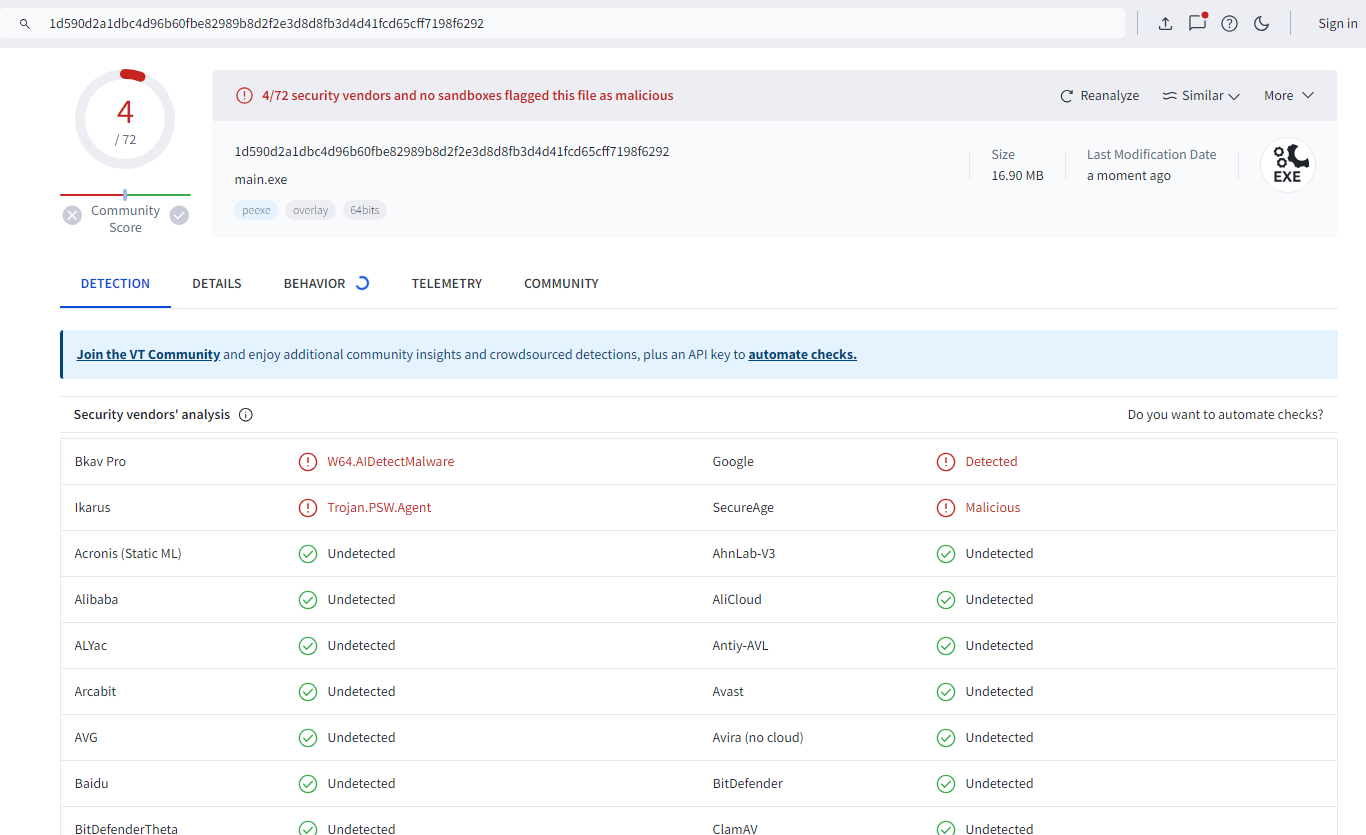 1d590d2a1dbc4d96b60fbe82989b8d2f2e3d8d8fb3d4d41fcd65cff7198f6292
Sign in
4
/ 72
Community
Score
4/72 security vendors and no sandboxes flagged this file as malicious
Reanalyze
Similar
More
1d590d2a1dbc4d96b60fbe82989b8d2f2e3d8d8fb3d4d41fcd65cff7198f6292
main.exe
peexe
overlay
64bits
Size
16.90 MB
Last Modification Date
a moment ago
EXE
DETECTION
DETAILS
BEHAVIOR
TELEMETRY
COMMUNITY
Join the VT Community and enjoy additional community insights and crowdsourced detections, plus an API key to automate checks.
Security vendors' analysis
Do you want to automate checks?
Bkav Pro W64.AIDetectMalware Google Detected
Ikarus Trojan.PSW.Agent SecureAge Malicious
Acronis (Static ML) Undetected AhnLab-V3 Undetected
Alibaba Undetected AliCloud Undetected
ALYac Undetected Antiy-AVL Undetected
Arcabit Undetected Avast Undetected
AVG Undetected Avira (no cloud) Undetected
Baidu Undetected BitDefender Undetected
BitDefenderTheta Undetected ClamAV Undetected